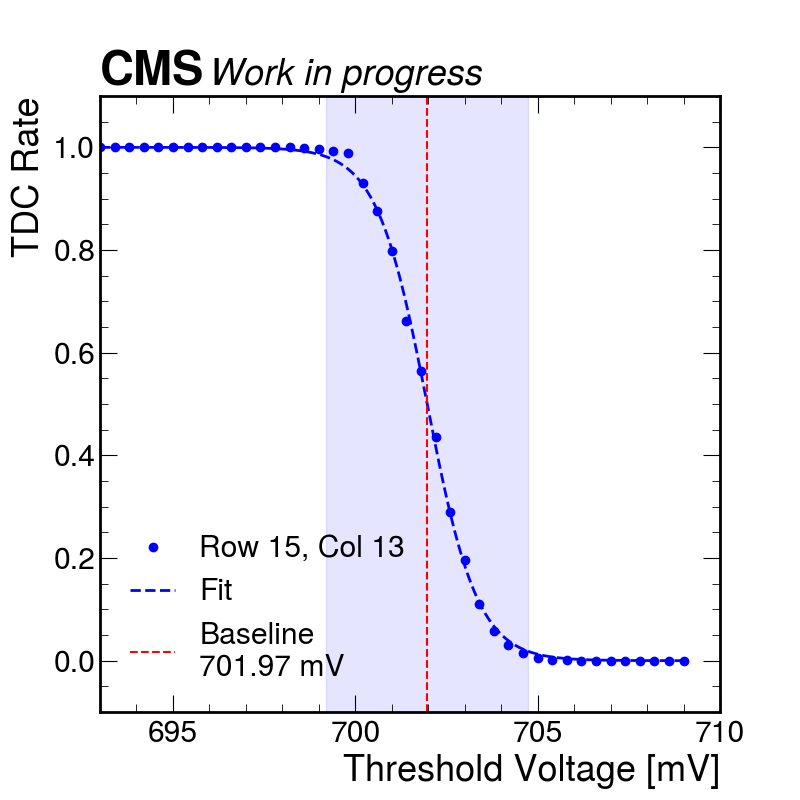 CMS Work in progress
TDC Rate
1.0
0.8
0.6
0.4
0.2
0.0
Row 15, Col 13
Fit
Baseline
701.97 mV
695 700 705 710
Threshold Voltage [mV]